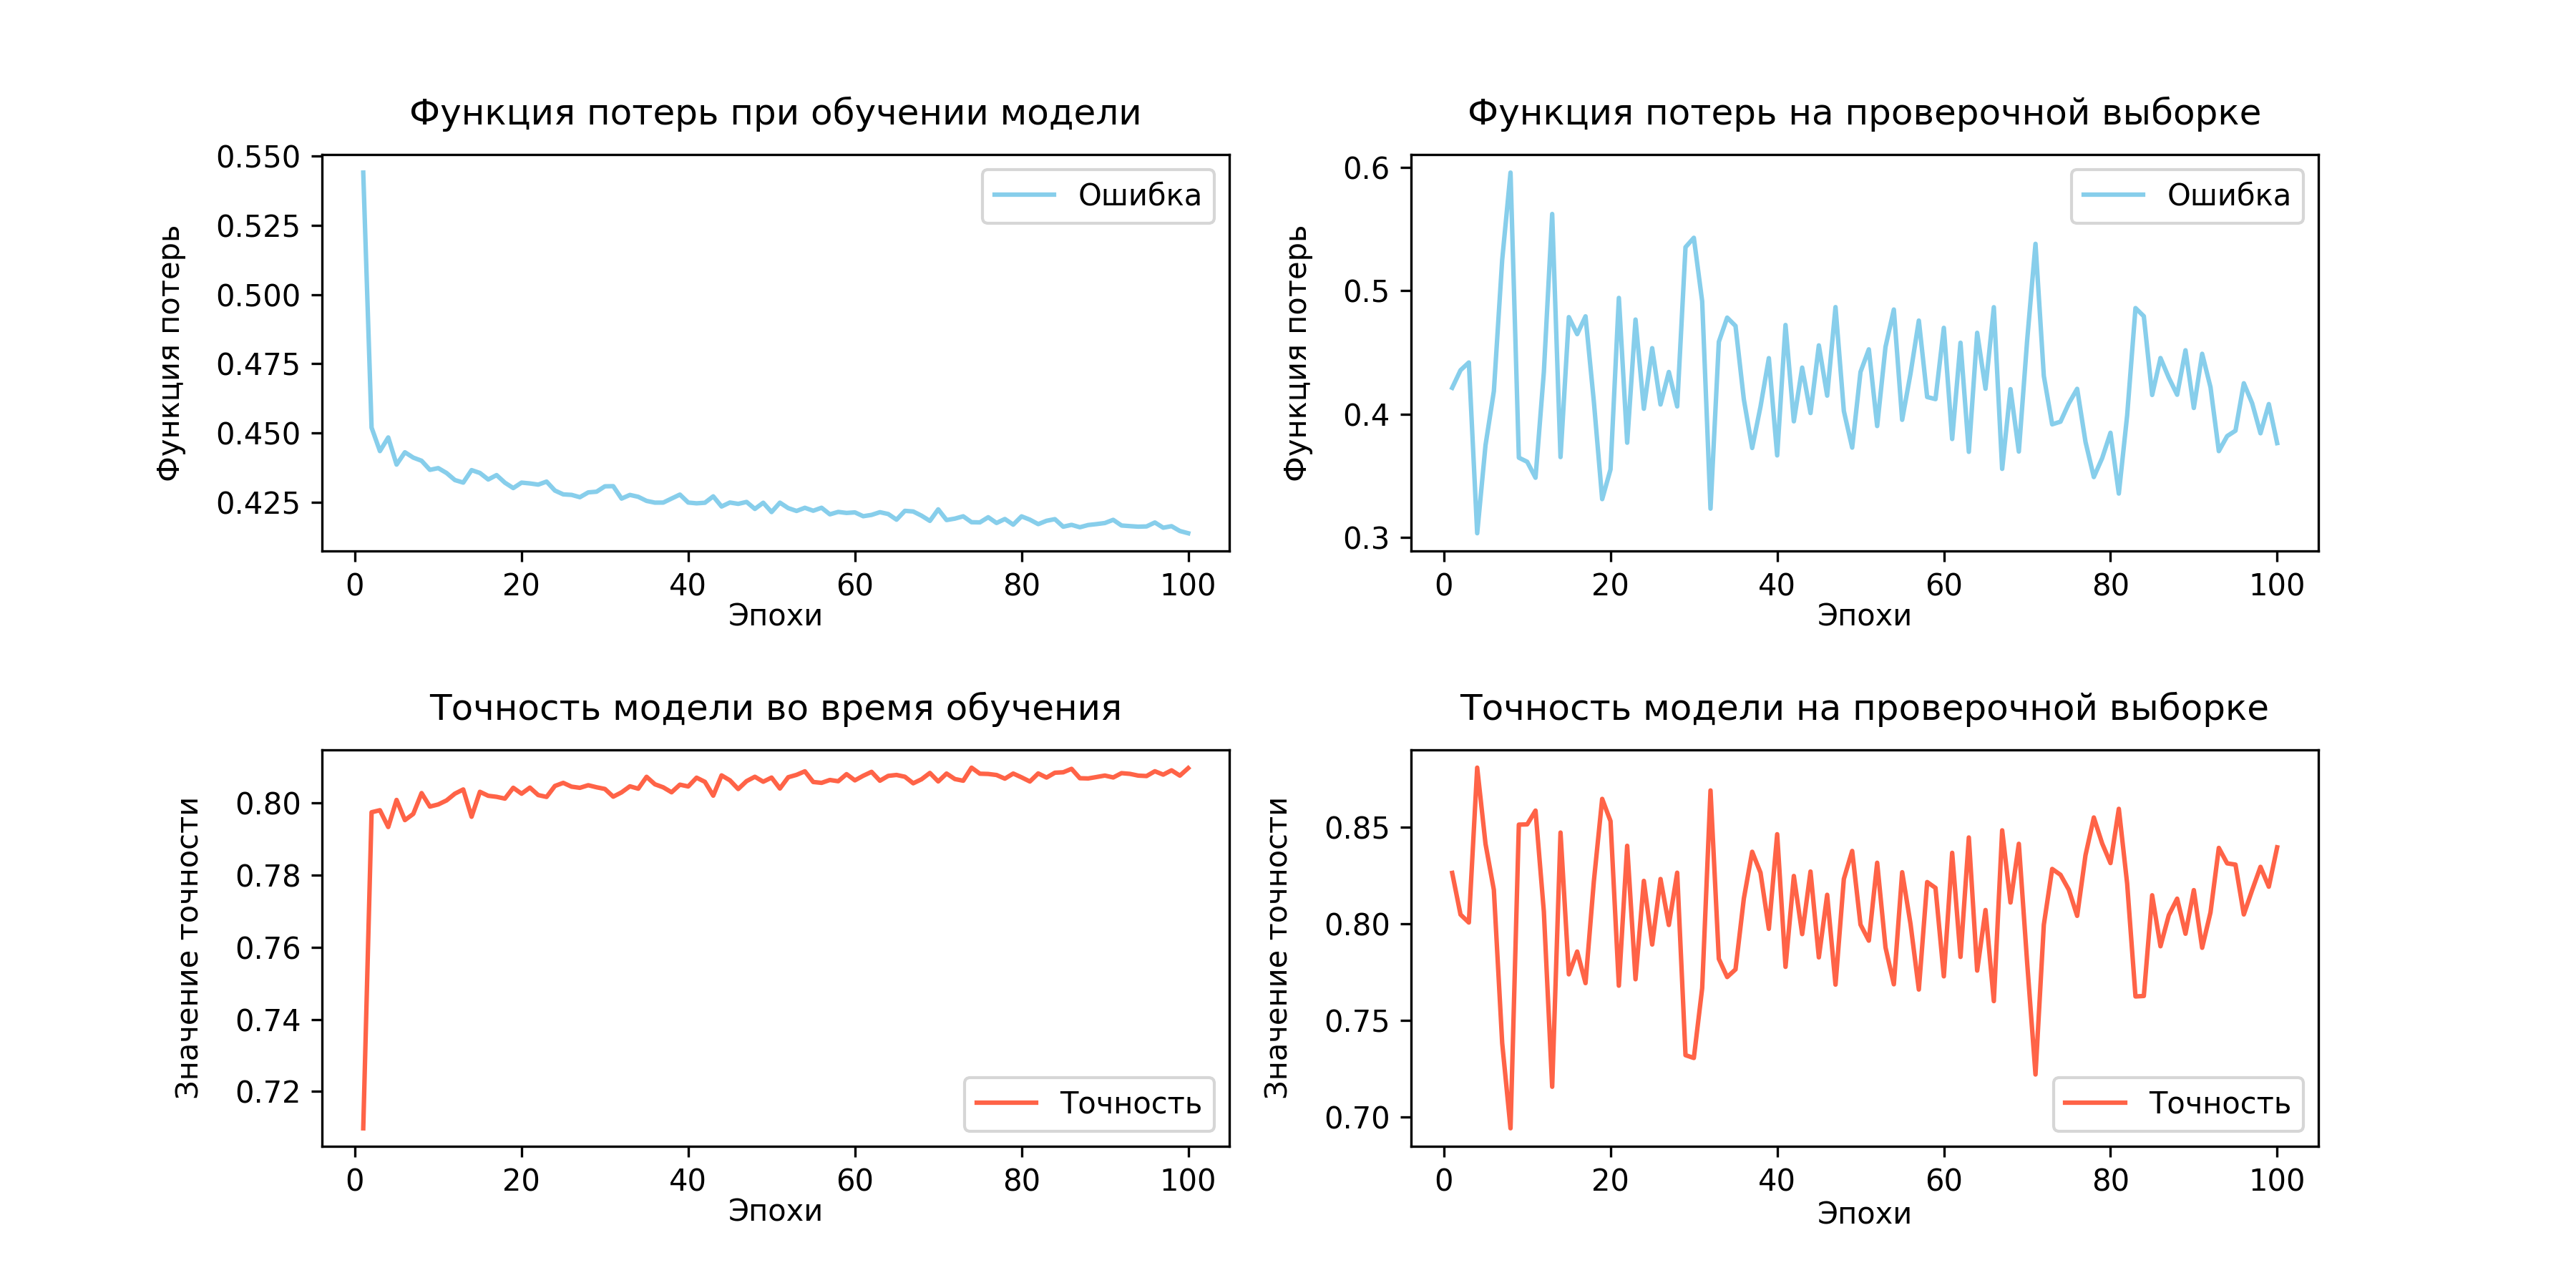 Функция потерь при обучении модели
Функция потерь
0.550
0.525
0.500
0.475
0.450
0.425
0 20 40 60 80 100
Эпохи
Ошибка
Функция потерь на проверочной выборке
Функция потерь
0.6
0.5
0.4
0.3
0 20 40 60 80 100
Эпохи
Ошибка
Точность модели во время обучения
Значение точности
0.80
0.78
0.76
0.74
0.72
0 20 40 60 80 100
Эпохи
Точность
Точность модели на проверочной выборке
Значение точности
0.85
0.80
0.75
0.70
0 20 40 60 80 100
Эпохи
Точность